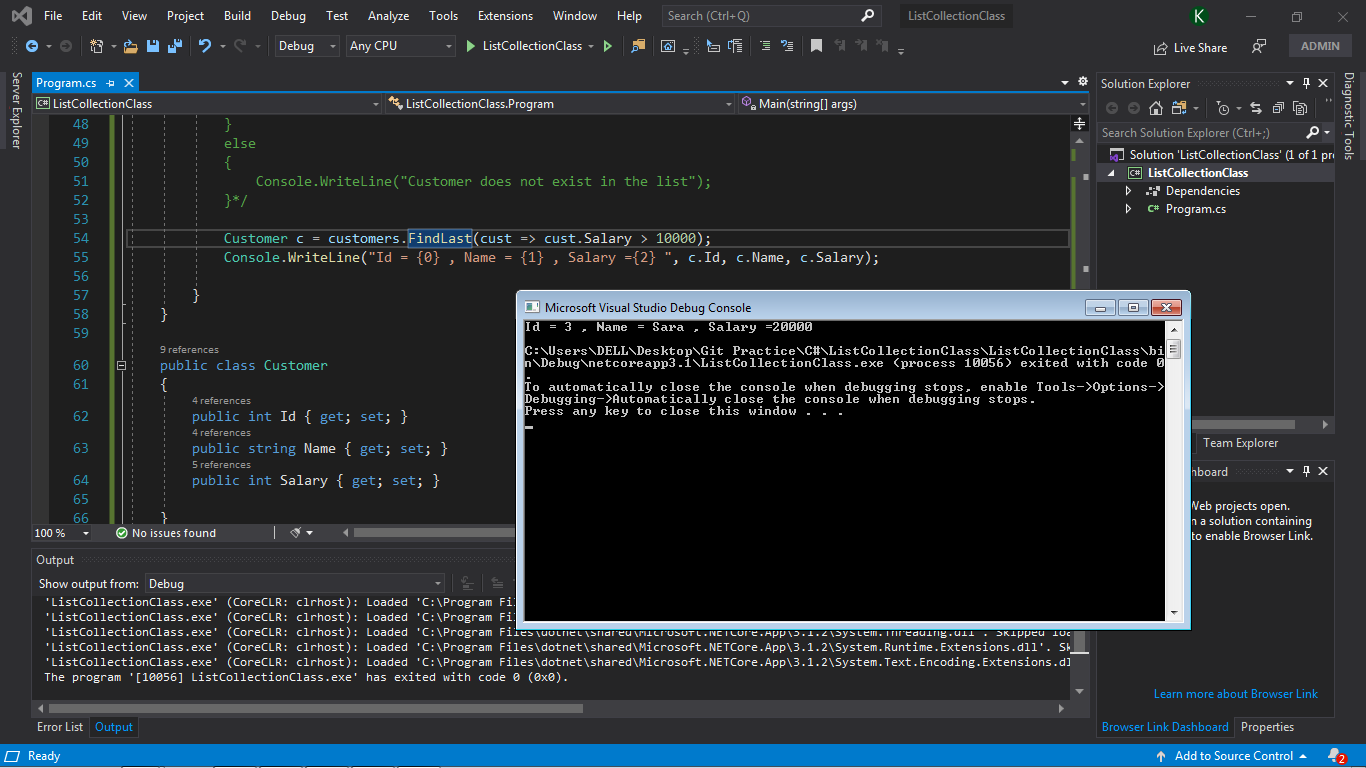 File Edit View Project Build Debug Test Analyze Tools Extensions Window Help Search (Ctrl+Q) ListCollectionClass K
Debug Any CPU ListCollectionClass Live Share ADMIN
Server Explorer
Program.cs
ListCollectionClass ListCollectionClass.Program Main(string[] args)
48 }
49 else
50 {
51 Console.WriteLine("Customer does not exist in the list");
52 }*/
53
54 Customer c = customers.FindLast(cust => cust.Salary > 10000);
55 Console.WriteLine("Id = {0} , Name = {1} , Salary ={2} ", c.Id, c.Name, c.Salary);
56
57 }
58 }
59
9 references
60 public class Customer
61 {
4 references
62 public int Id { get; set; }
4 references
63 public string Name { get; set; }
5 references
64 public int Salary { get; set; }
65
66 }
100 % No issues found
Microsoft Visual Studio Debug Console
Id = 3 , Name = Sara , Salary =20000
C:\Users\DELL\Desktop\Git Practice\C#\ListCollectionClass\ListCollectionClass\bi
n\Debug\netcoreapp3.1\ListCollectionClass.exe (process 10056) exited with code 0
.
To automatically close the console when debugging stops, enable Tools->Options->
Debugging->Automatically close the console when debugging stops.
Press any key to close this window . . .
Solution Explorer
Search Solution Explorer (Ctrl+;)
Solution 'ListCollectionClass' (1 of 1 pr
C# ListCollectionClass
Dependencies
C# Program.cs
Diagnostic Tools
Team Explorer
hboard
Web projects open.
n a solution containing
to enable Browser Link.
Learn more about Browser Link
Browser Link Dashboard Properties
Output
Show output from: Debug
'ListCollectionClass.exe' (CoreCLR: clrhost): Loaded 'C:\Program Fi
'ListCollectionClass.exe' (CoreCLR: clrhost): Loaded 'C:\Program Fi
'ListCollectionClass.exe' (CoreCLR: clrhost): Loaded 'C:\Program Files\dotnet\shared\Microsoft.NETCore.App\3.1.2\System.Threading.dll'. Skipped loa
'ListCollectionClass.exe' (CoreCLR: clrhost): Loaded 'C:\Program Files\dotnet\shared\Microsoft.NETCore.App\3.1.2\System.Runtime.Extensions.dll'. Sk
'ListCollectionClass.exe' (CoreCLR: clrhost): Loaded 'C:\Program Files\dotnet\shared\Microsoft.NETCore.App\3.1.2\System.Text.Encoding.Extensions.dl
The program '[10056] ListCollectionClass.exe' has exited with code 0 (0x0).
Error List Output
Ready Add to Source Control 2